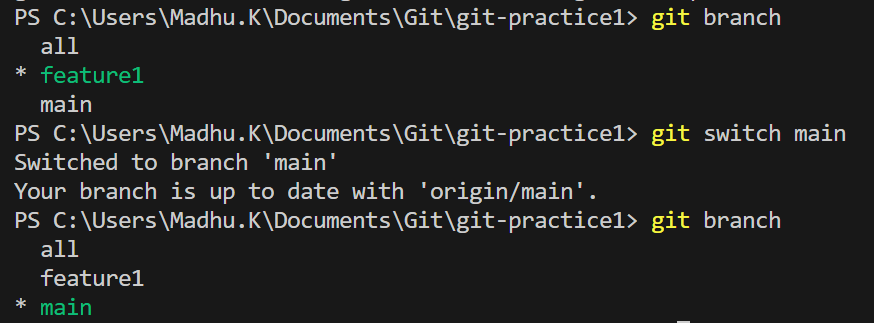 PS C:\Users\Madhu.K\Documents\Git\git-practice1> git branch
  all
* feature1
  main
PS C:\Users\Madhu.K\Documents\Git\git-practice1> git switch main
Switched to branch 'main'
Your branch is up to date with 'origin/main'.
PS C:\Users\Madhu.K\Documents\Git\git-practice1> git branch
  all
  feature1
* main